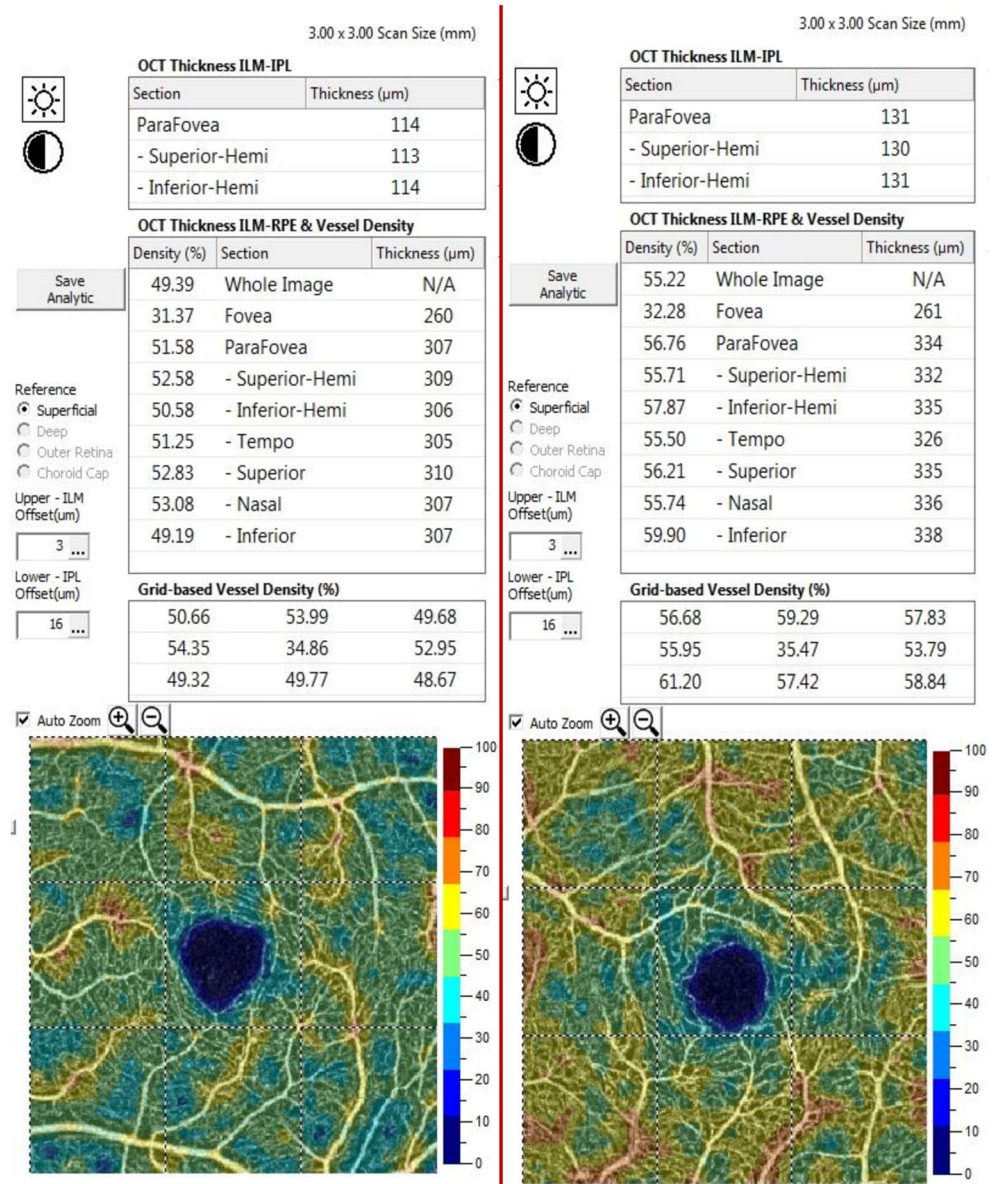 3.00 x 3.00 Scan Size (mm)
OCT Thickness ILM-IPL
Section Thickness (µm)
ParaFovea 114
- Superior-Hemi 113
- Inferior-Hemi 114
OCT Thickness ILM-RPE & Vessel Density
Density (%) Section Thickness (µm)
Save
Analytic
49.39 Whole Image N/A
31.37 Fovea 260
51.58 ParaFovea 307
52.58 - Superior-Hemi 309
50.58 - Inferior-Hemi 306
51.25 - Tempo 305
52.83 - Superior 310
53.08 - Nasal 307
49.19 - Inferior 307
Reference
Superficial
Deep
Outer Retina
Choroid Cap
Upper - ILM
Offset(um)
3 ...
Lower - IPL
Offset(um)
16 ...
Grid-based Vessel Density (%)
50.66 53.99 49.68
54.35 34.86 52.95
49.32 49.77 48.67
Auto Zoom
100
90
80
70
60
50
40
30
20
10
0
3.00 x 3.00 Scan Size (mm)
OCT Thickness ILM-IPL
Section Thickness (µm)
ParaFovea 131
- Superior-Hemi 130
- Inferior-Hemi 131
OCT Thickness ILM-RPE & Vessel Density
Density (%) Section Thickness (µm)
Save
Analytic
55.22 Whole Image N/A
32.28 Fovea 261
56.76 ParaFovea 334
55.71 - Superior-Hemi 332
57.87 - Inferior-Hemi 335
55.50 - Tempo 326
56.21 - Superior 335
55.74 - Nasal 336
59.90 - Inferior 338
Reference
Superficial
Deep
Outer Retina
Choroid Cap
Upper - ILM
Offset(um)
3 ...
Lower - IPL
Offset(um)
16 ...
Grid-based Vessel Density (%)
56.68 59.29 57.83
55.95 35.47 53.79
61.20 57.42 58.84
Auto Zoom
100
90
80
70
60
50
40
30
20
10
0